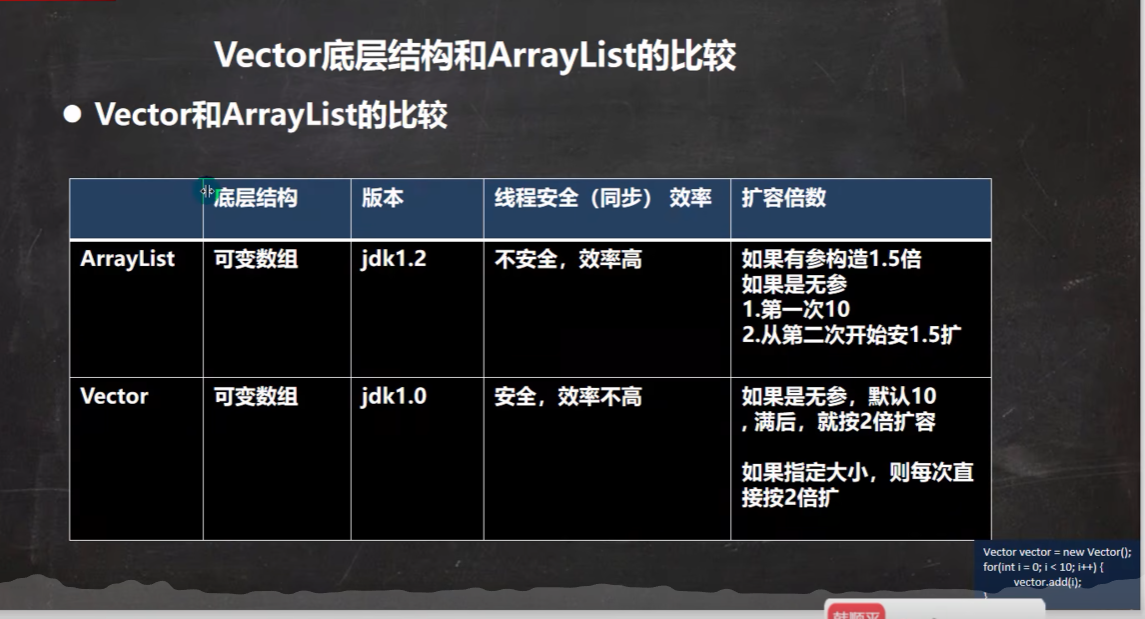 Vector底层结构和ArrayList的比较
● Vector和ArrayList的比较
底层结构 版本 线程安全（同步） 效率 扩容倍数
ArrayList 可变数组 jdk1.2 不安全，效率高 如果有参构造1.5倍
如果是无参
1.第一次10
2.从第二次开始安1.5扩
Vector 可变数组 jdk1.0 安全，效率不高 如果是无参，默认10
，满后，就按2倍扩容
如果指定大小，则每次直
接按2倍扩
Vector vector = new Vector();
for(int i = 0; i < 10; i++) {
vector.add(i);